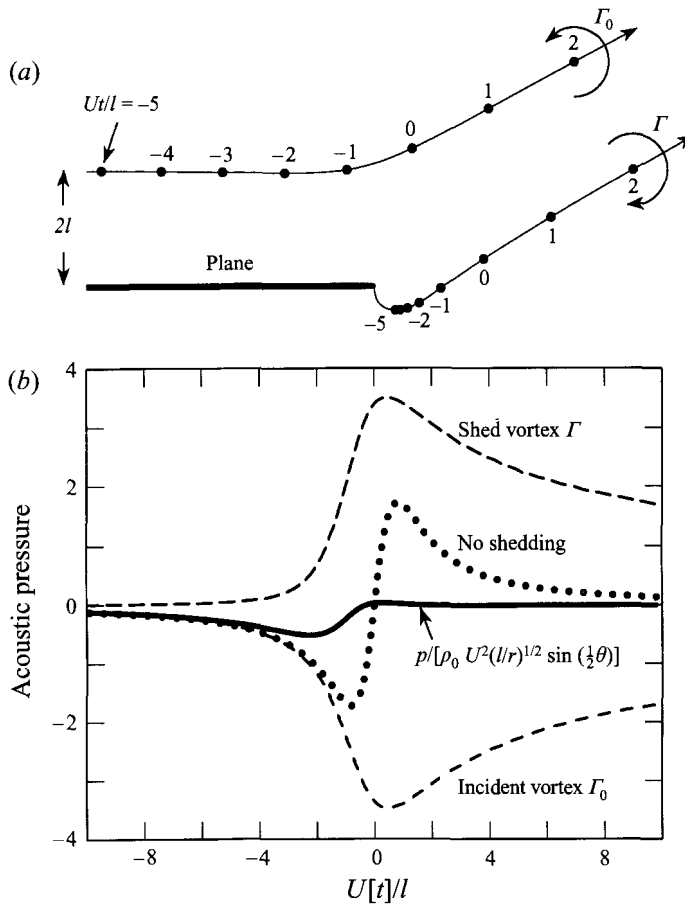 (a)
Γ₀
2
1
0
Ut/l = −5
−4
−3
−2
−1
Γ
2
1
0
−1
−2
−5
2l
Plane
(b)
4
2
0
−2
−4
Acoustic pressure
Shed vortex Γ
No shedding
p/[ρ₀ U²(l/r)^{1/2} sin (½θ)]
Incident vortex Γ₀
−8
−4
0
4
8
U[t]/l